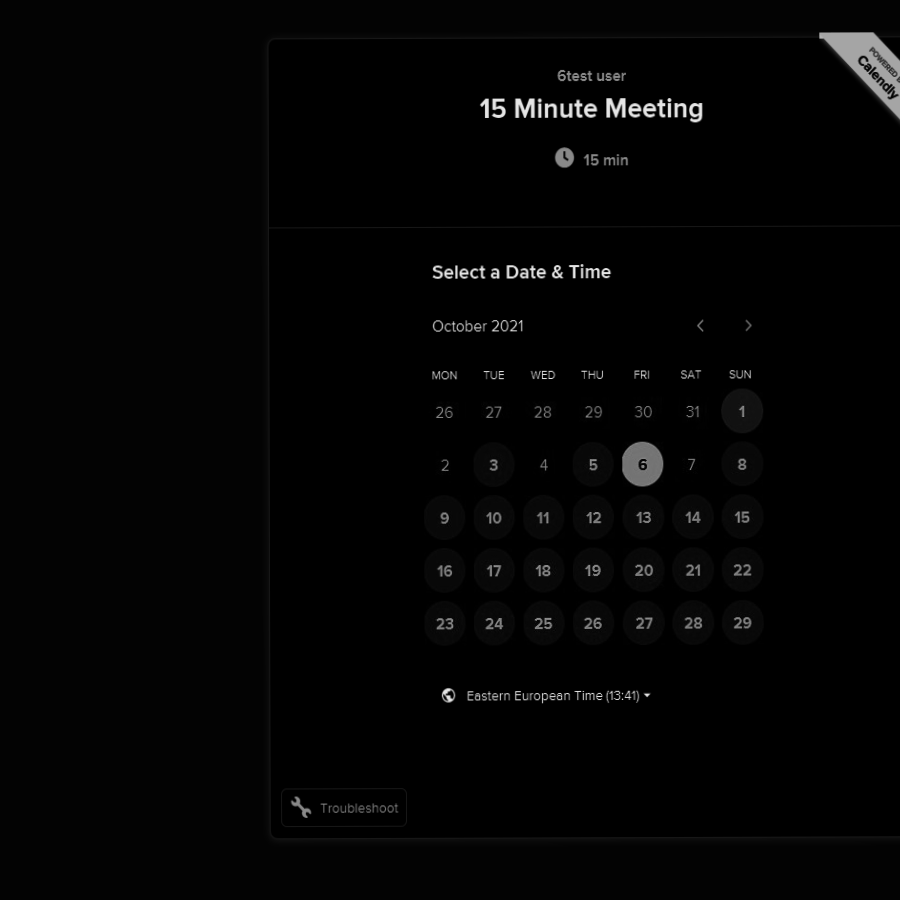 POWERED
Calendly
6test user
15 Minute Meeting
15 min
Select a Date & Time
October 2021
MON TUE WED THU FRI SAT SUN
26 27 28 29 30 31 1
2 3 4 5 6 7 8
9 10 11 12 13 14 15
16 17 18 19 20 21 22
23 24 25 26 27 28 29
Eastern European Time (13:41)
Troubleshoot